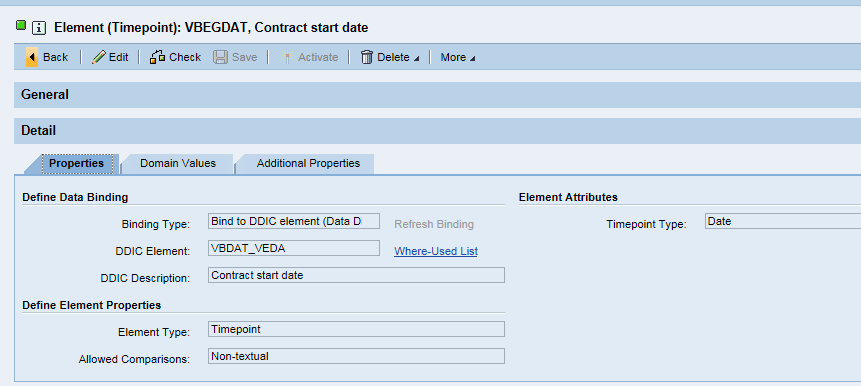 Element (Timepoint): VBEGDAT, Contract start date
Back Edit Check Save Activate Delete More
General
Detail
Properties Domain Values Additional Properties
Define Data Binding Element Attributes
Binding Type: Bind to DDIC element (Data D Refresh Binding Timepoint Type: Date
DDIC Element: VBDAT_VEDA Where-Used List
DDIC Description: Contract start date
Define Element Properties
Element Type: Timepoint
Allowed Comparisons: Non-textual